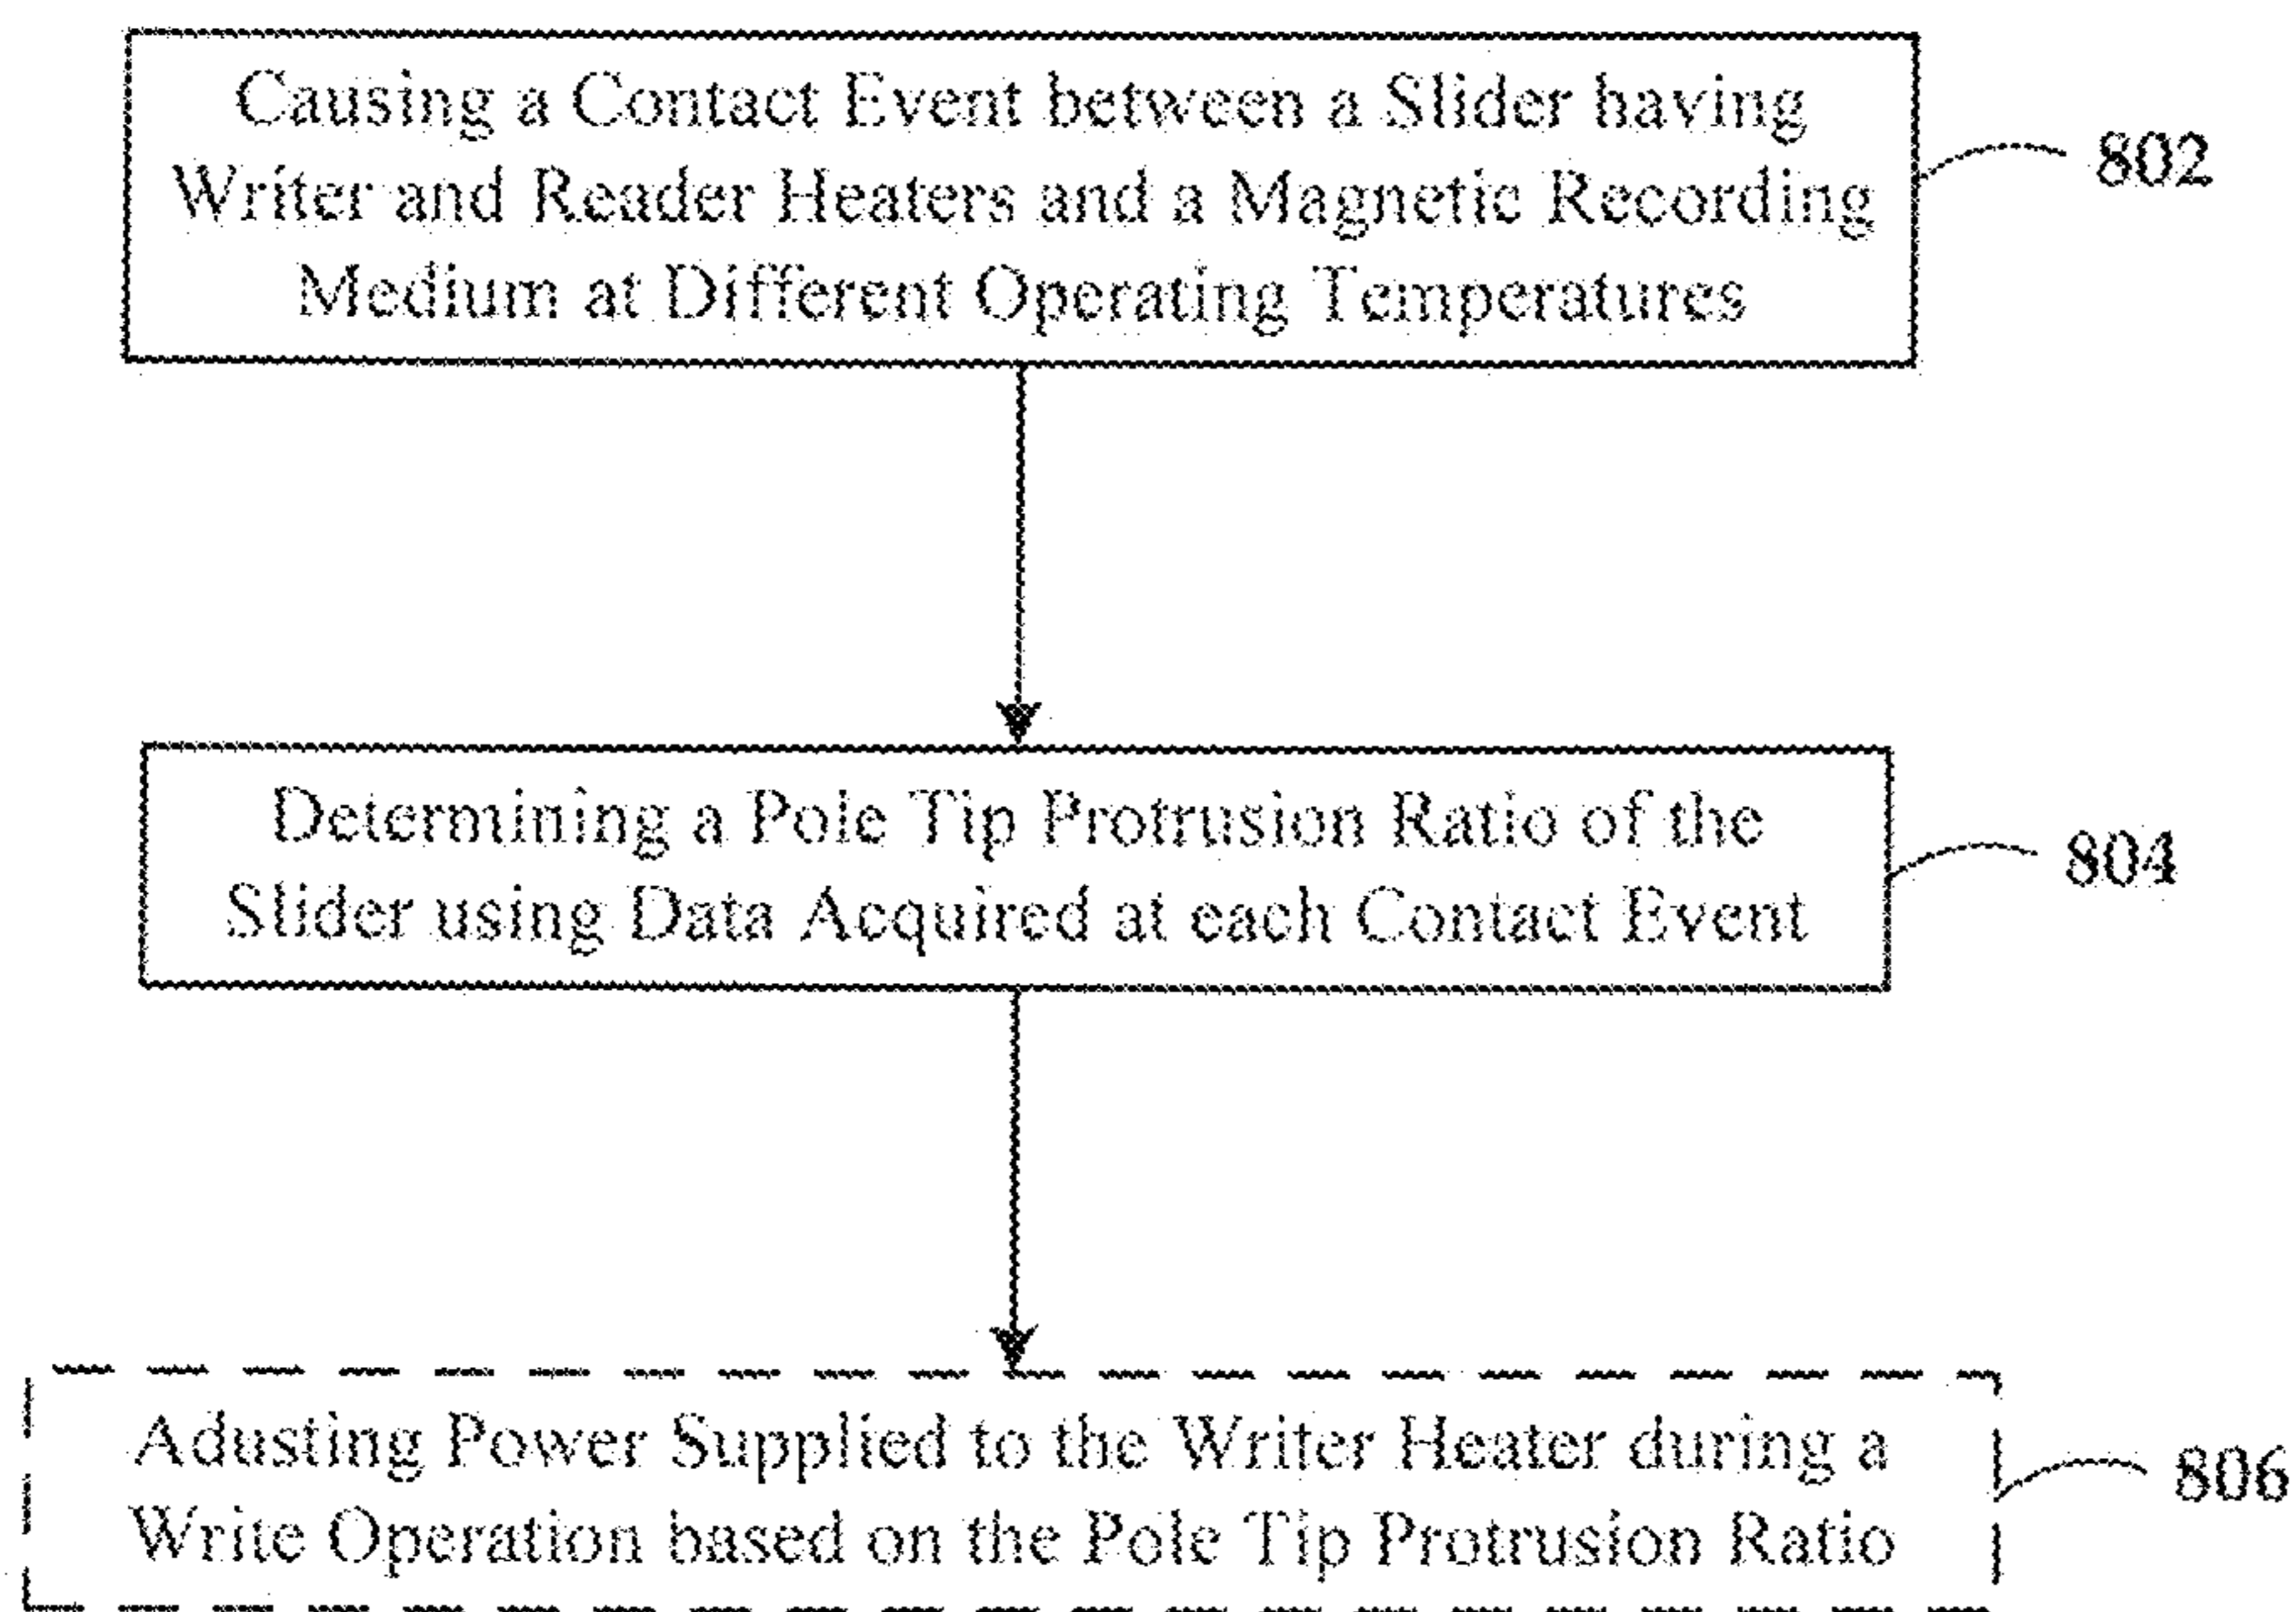 Causing a Contact Event between a Slider having
Writer and Reader Heaters and a Magnetic Recording
Medium at Different Operating Temperatures
802
Determining a Pole Tip Protrusion Ratio of the
Slider using Data Acquired at each Contact Event
804
Adusting Power Supplied to the Writer Heater during a
Write Operation based on the Pole Tip Protrusion Ratio
806